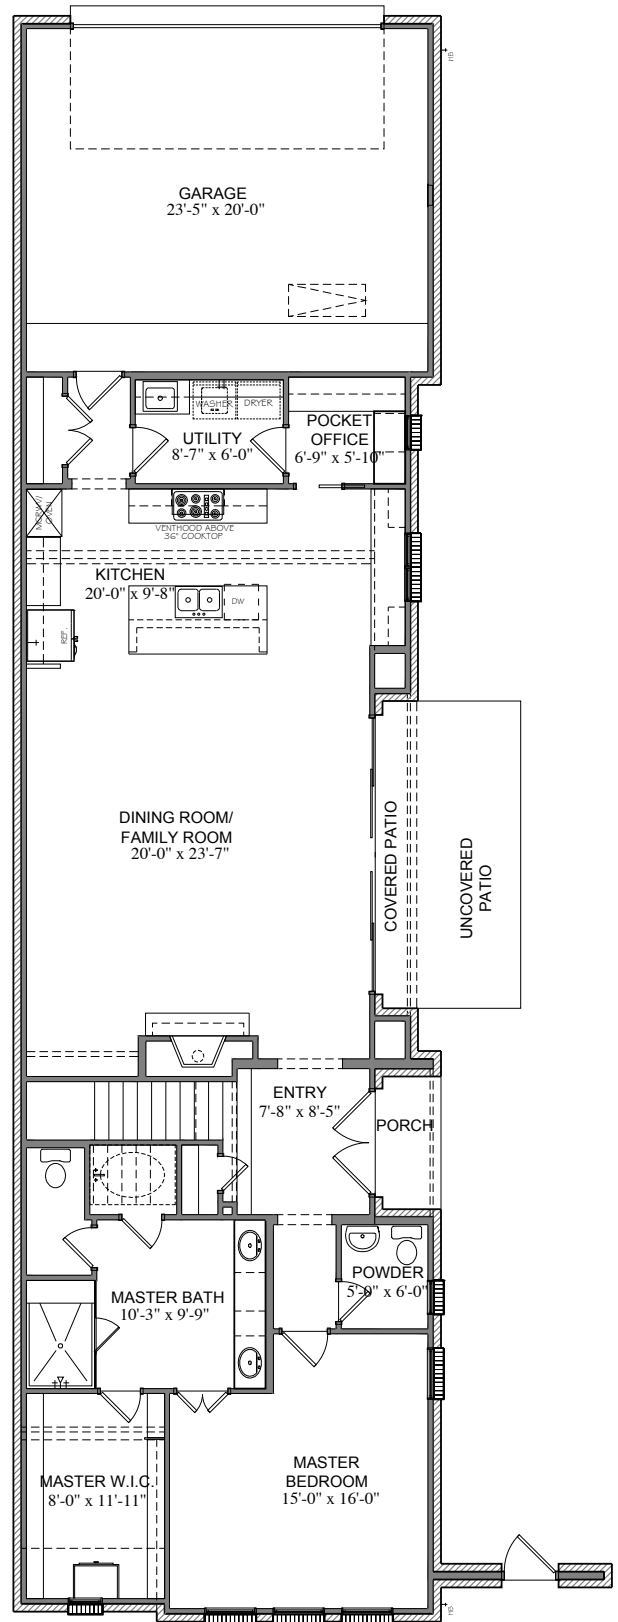 HB
GARAGE
23'-5" x 20'-0"
WASHER
DRYER
UTILITY
8'-7" x 6'-0"
POCKET
OFFICE
6'-9" x 5'-10"
OVEN
VENTHOOD ABOVE
36" COOKTOP
KITCHEN
20'-0" x 9'-8"
DW
REF.
DINING ROOM/
FAMILY ROOM
20'-0" x 23'-7"
COVERED PATIO
UNCOVERED
PATIO
ENTRY
7'-8" x 8'-5"
PORCH
POWDER
5'-0" x 6'-0"
MASTER BATH
10'-3" x 9'-9"
MASTER
BEDROOM
15'-0" x 16'-0"
MASTER W.I.C.
8'-0" x 11'-11"
HB